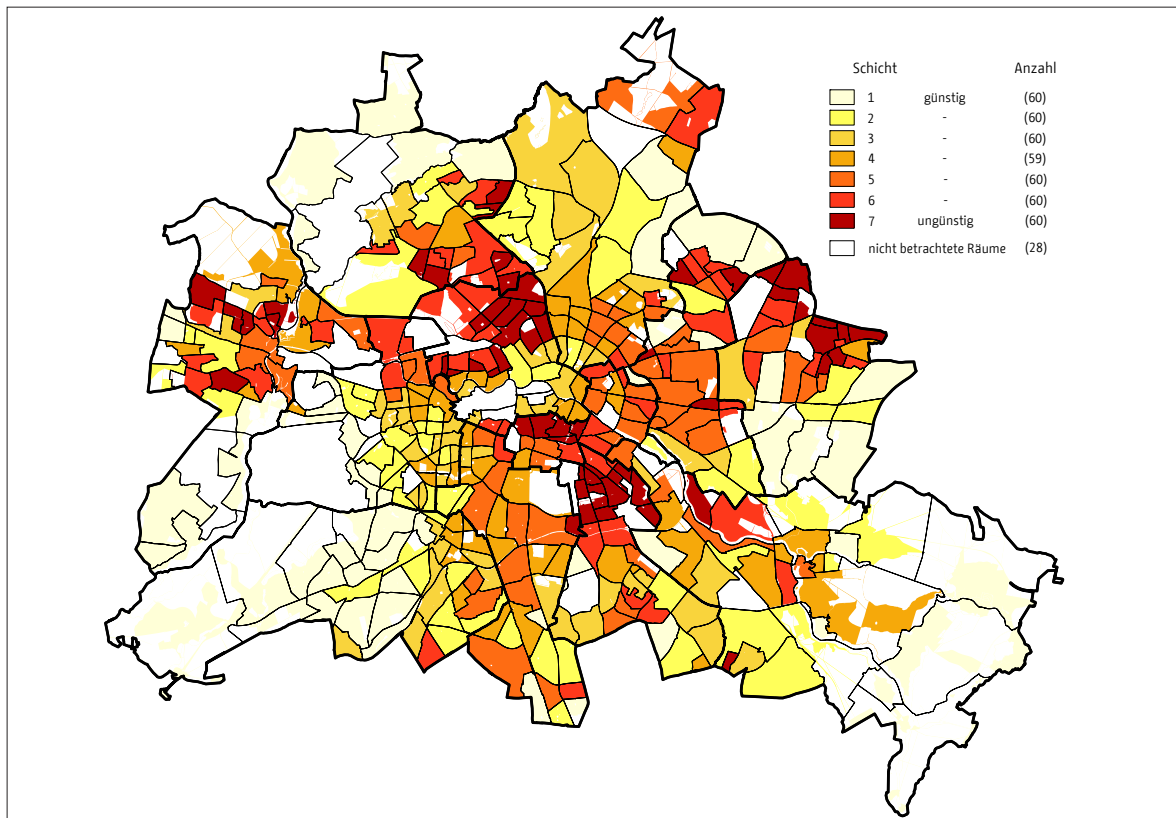 Schicht Anzahl
1 günstig (60)
2 - (60)
3 - (60)
4 - (59)
5 - (60)
6 - (60)
7 ungünstig (60)
nicht betrachtete Räume (28)